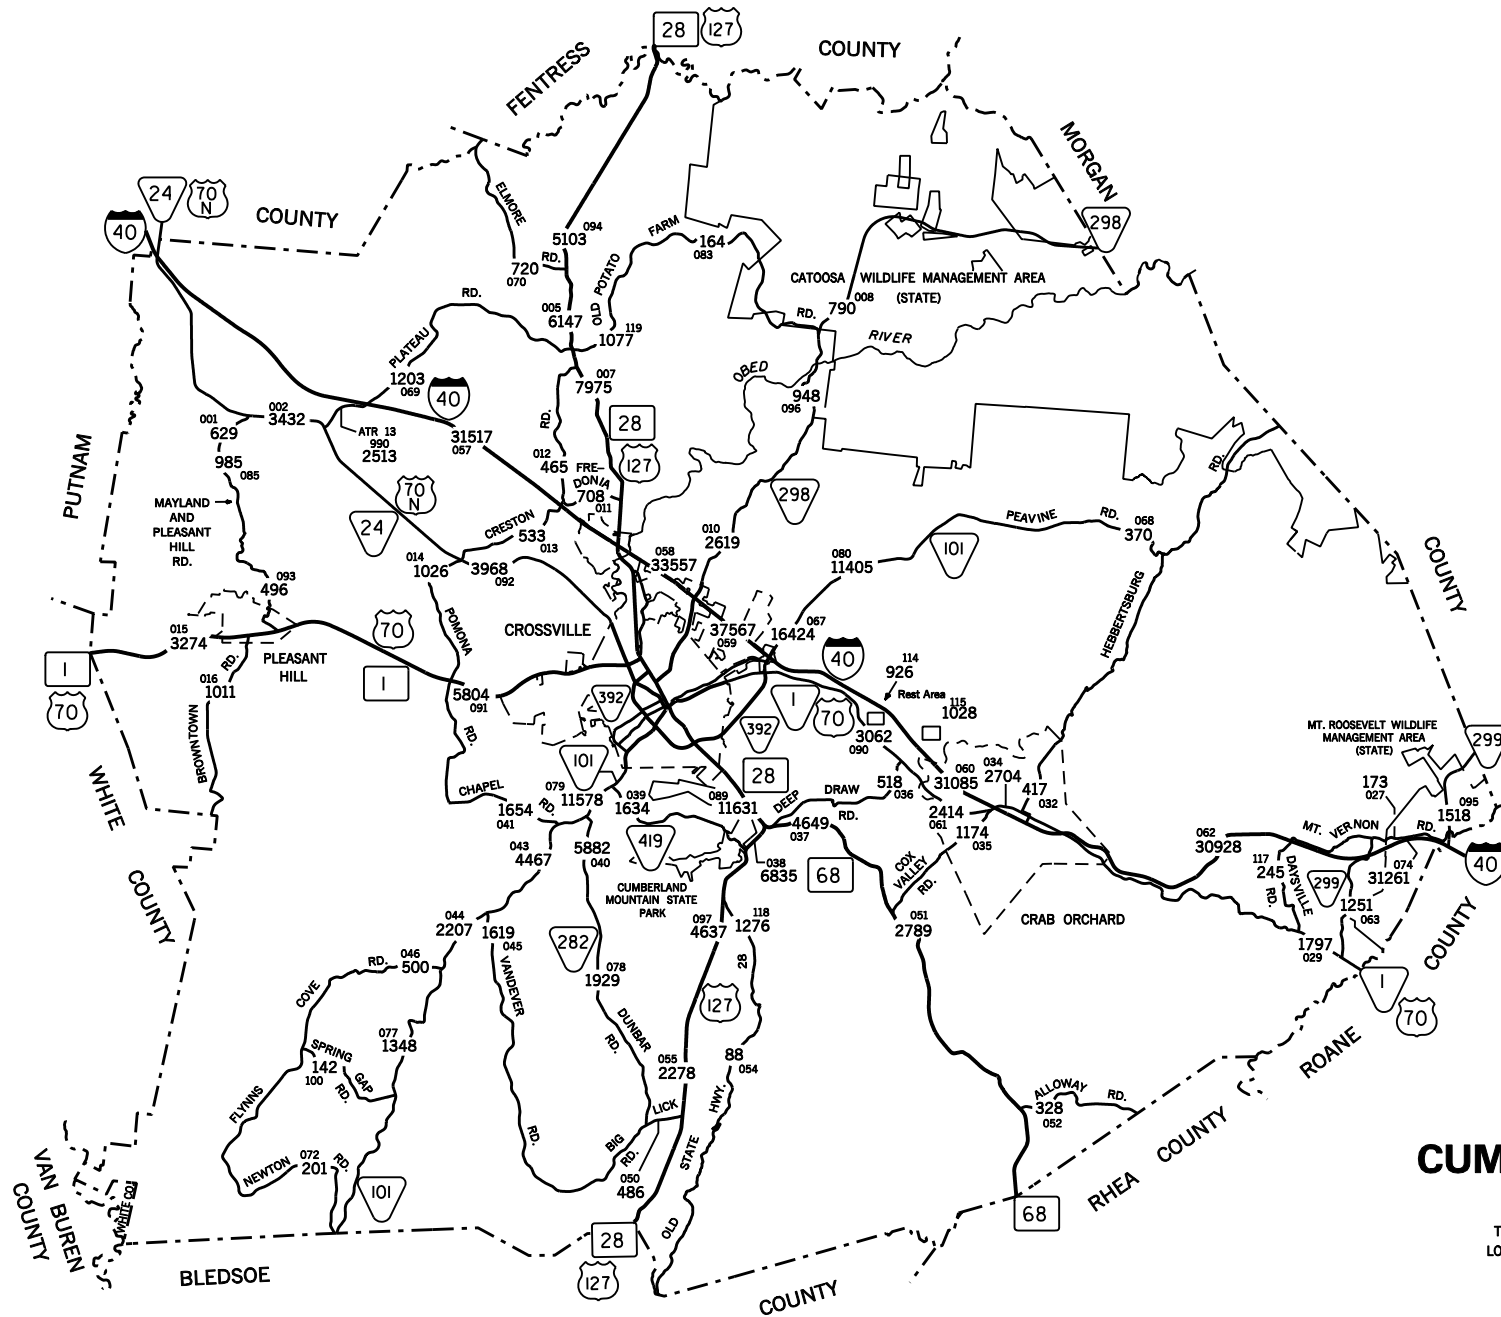 28
127
COUNTY
FENTRESS
MORGAN
24
70
N
COUNTY
40
298
ELMORE
RD.
094
5103
720
070
FARM
164
083
OLD POTATO
RD.
CATOOSA WILDLIFE MANAGEMENT AREA
(STATE)
790
008
RD.
PLATEAU
005
6147
119
1077
RIVER
OBED
1203
069
40
007
7975
948
096
001
629
002
3432
ATR 13
990
2513
31517
057
RD.
28
127
985
085
012
465
FRE-
DONIA
708
011
PUTNAM
MAYLAND
AND
PLEASANT
HILL
RD.
70
N
24
CRESTON
533
013
298
RD.
PEAVINE
RD.
068
370
101
010
2619
014
1026
3968
092
058
33557
080
11405
COUNTY
093
496
HEBBERTSBURG
015
3274
70
POMONA
CROSSVILLE
37567
059
067
16424
1
70
PLEASANT
HILL
RD.
016
1011
1
5804
091
40
114
926
Rest Area
115
1028
392
1
70
392
3062
090
MT. ROOSEVELT WILDLIFE
MANAGEMENT AREA
(STATE)
299
BROWNTOWN
RD.
WHITE
COUNTY
101
28
CHAPEL
RD.
1654
041
079
11578
039
1634
089
11631
DEEP DRAW
RD.
518
036
060
31085
034
2704
417
032
173
027
095
1518
4649
037
2414
061
1174
035
062
30928
MT. VERNON RD.
043
4467
5882
040
419
038
6835
68
COX
VALLEY
RD.
117
245
DAYSVILLE
RD.
299
074
31261
40
CUMBERLAND
MOUNTAIN STATE
PARK
1251
063
CRAB ORCHARD
044
2207
1619
045
097
4637
118
1276
051
2789
1797
029
COUNTY
282
28
046
500
RD.
COVE
078
1929
VANDEVER
127
1
70
DUNBAR
RD.
077
1348
SPRING
GAP
RD.
142
100
055
2278
88
054
ROANE
FLYNNS
HWY.
ALLOWAY
RD.
328
052
LICK
BIG
RD.
RD.
STATE
072
201
NEWTON
RD.
050
486
RHEA COUNTY
CUM
VAN BUREN
COUNTY
WHITE CO.
101
68
OLD
28
127
T
LO
BLEDSOE
COUNTY